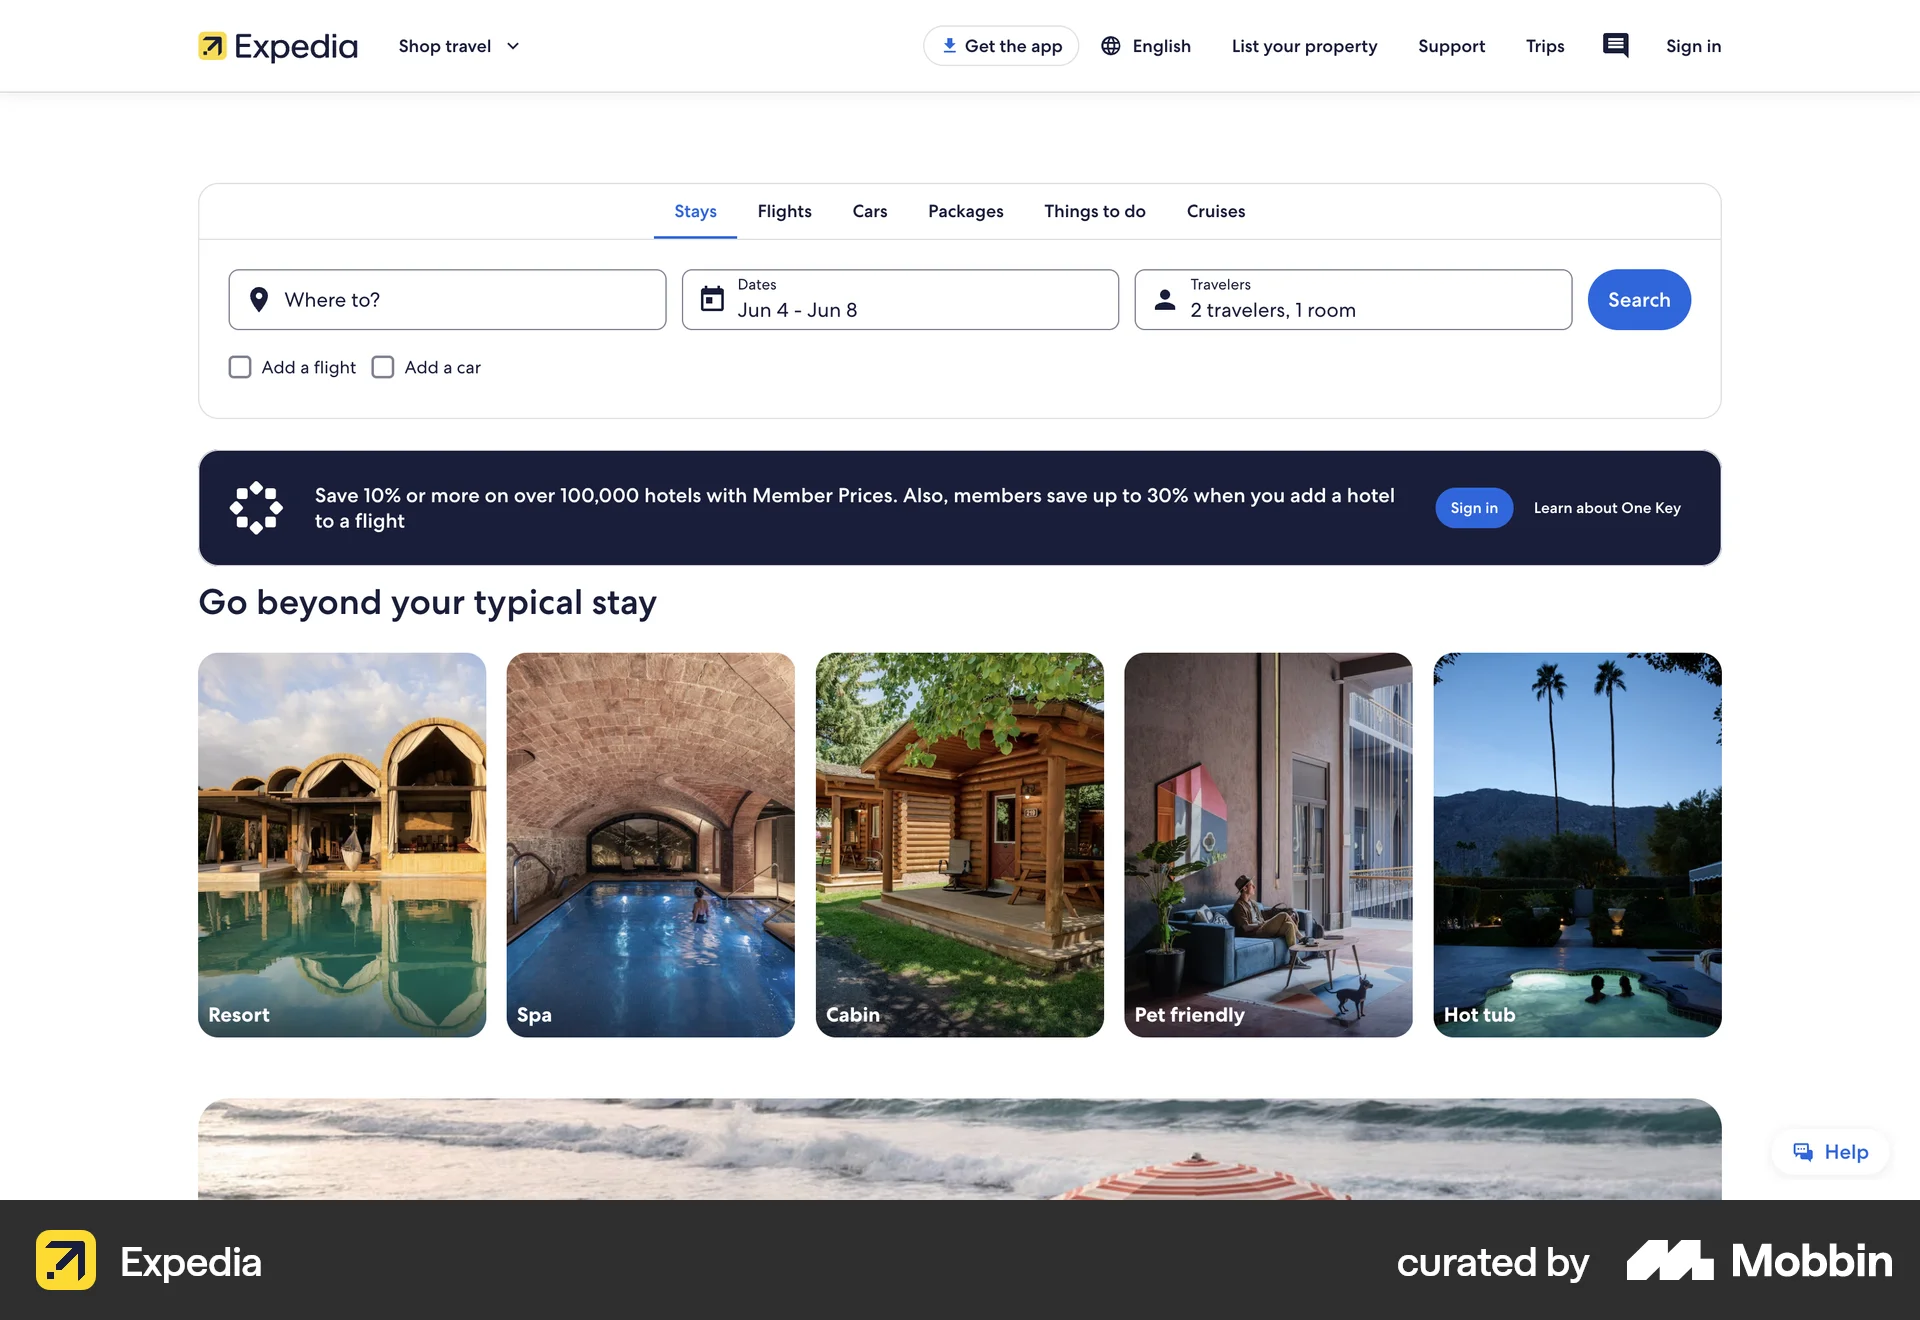 Expedia
Shop travel
Get the app
English
List your property
Support
Trips
Sign in
Stays
Flights
Cars
Packages
Things to do
Cruises
Where to?
Dates
Jun 4 - Jun 8
Travelers
2 travelers, 1 room
Search
Add a flight
Add a car
Save 10% or more on over 100,000 hotels with Member Prices. Also, members save up to 30% when you add a hotel
to a flight
Sign in
Learn about One Key
Go beyond your typical stay
Resort
Spa
Cabin
Pet friendly
Hot tub
Help
Expedia
curated by
Mobbin